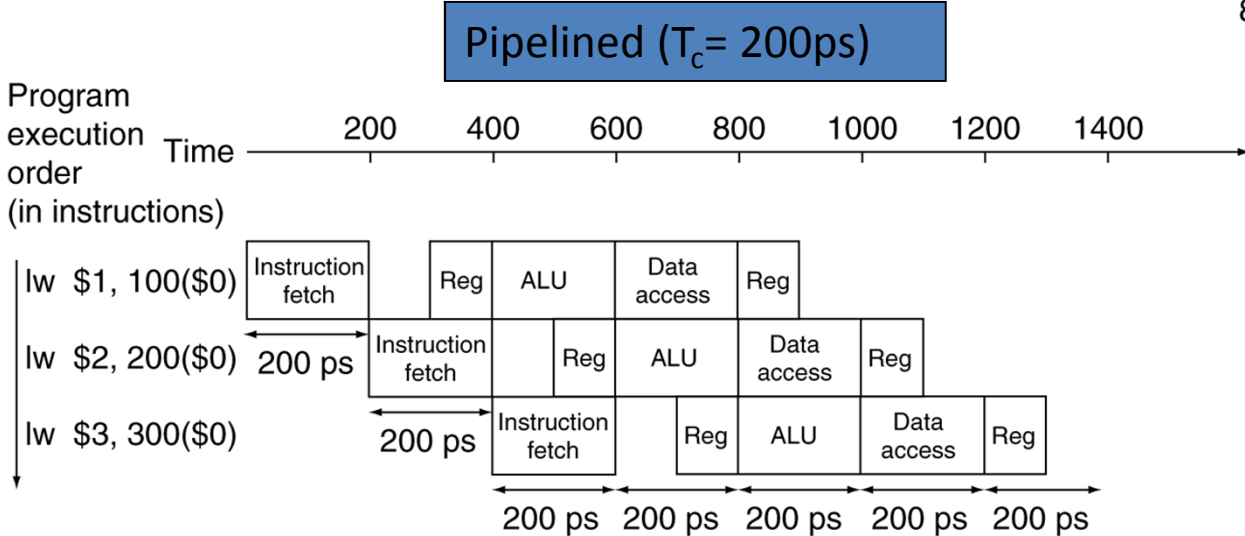 Pipelined (Tc= 200ps)
Program
execution
order
(in instructions)
Time
200 400 600 800 1000 1200 1400
lw $1, 100($0)
Instruction
fetch
Reg
ALU
Data
access
Reg
200 ps
lw $2, 200($0)
Instruction
fetch
Reg
ALU
Data
access
Reg
200 ps
lw $3, 300($0)
Instruction
fetch
Reg
ALU
Data
access
Reg
200 ps 200 ps 200 ps 200 ps 200 ps